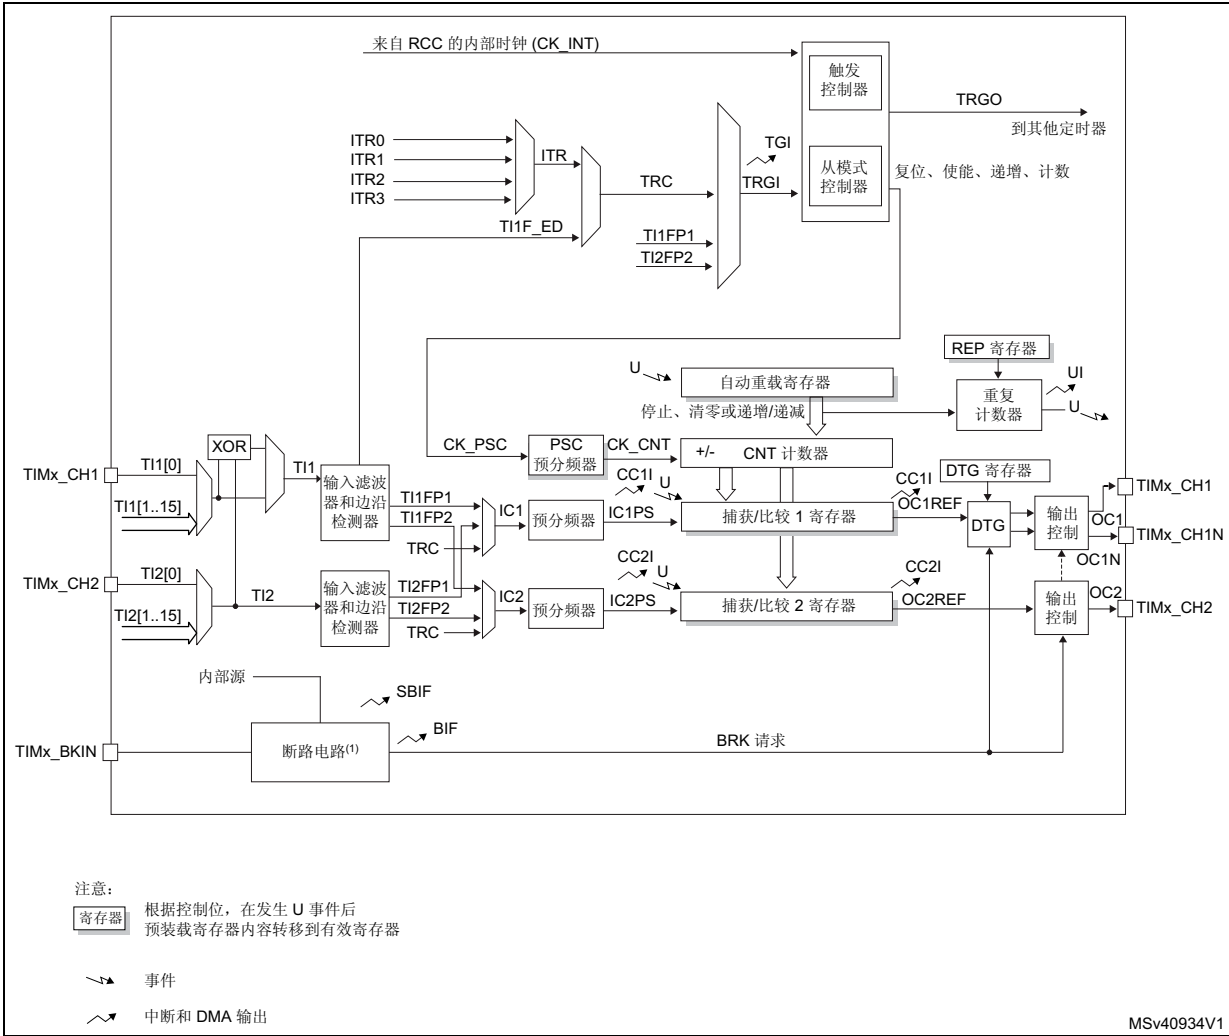 来自 RCC 的内部时钟 (CK_INT)
触发
控制器
TRGO
到其他定时器
ITR0
ITR1
ITR2
ITR3
ITR
TRC
TGI
TRGI
从模式
控制器
复位、使能、递增、计数
TI1F_ED
TI1FP1
TI2FP2
REP 寄存器
U
自动重载寄存器
UI
重复
计数器
U
停止、清零或递增/递减
XOR
CK_PSC
PSC
预分频器
CK_CNT
+/-
CNT 计数器
TIMx_CH1
TI1[0]
TI1
TI1[1..15]
输入滤波
器和边沿
检测器
TI1FP1
TI1FP2
TRC
IC1
预分频器
IC1PS
CC1I
U
捕获/比较 1 寄存器
CC1I
OC1REF
DTG 寄存器
DTG
输出
控制
OC1
TIMx_CH1
TIMx_CH1N
OC1N
TIMx_CH2
TI2[0]
TI2
TI2[1..15]
输入滤波
器和边沿
检测器
TI2FP1
TI2FP2
TRC
IC2
预分频器
IC2PS
CC2I
U
捕获/比较 2 寄存器
CC2I
OC2REF
输出
控制
OC2
TIMx_CH2
内部源
SBIF
TIMx_BKIN
断路电路(1)
BIF
BRK 请求
注意：
寄存器
根据控制位，在发生 U 事件后
预装载寄存器内容转移到有效寄存器
事件
中断和 DMA 输出
MSv40934V1